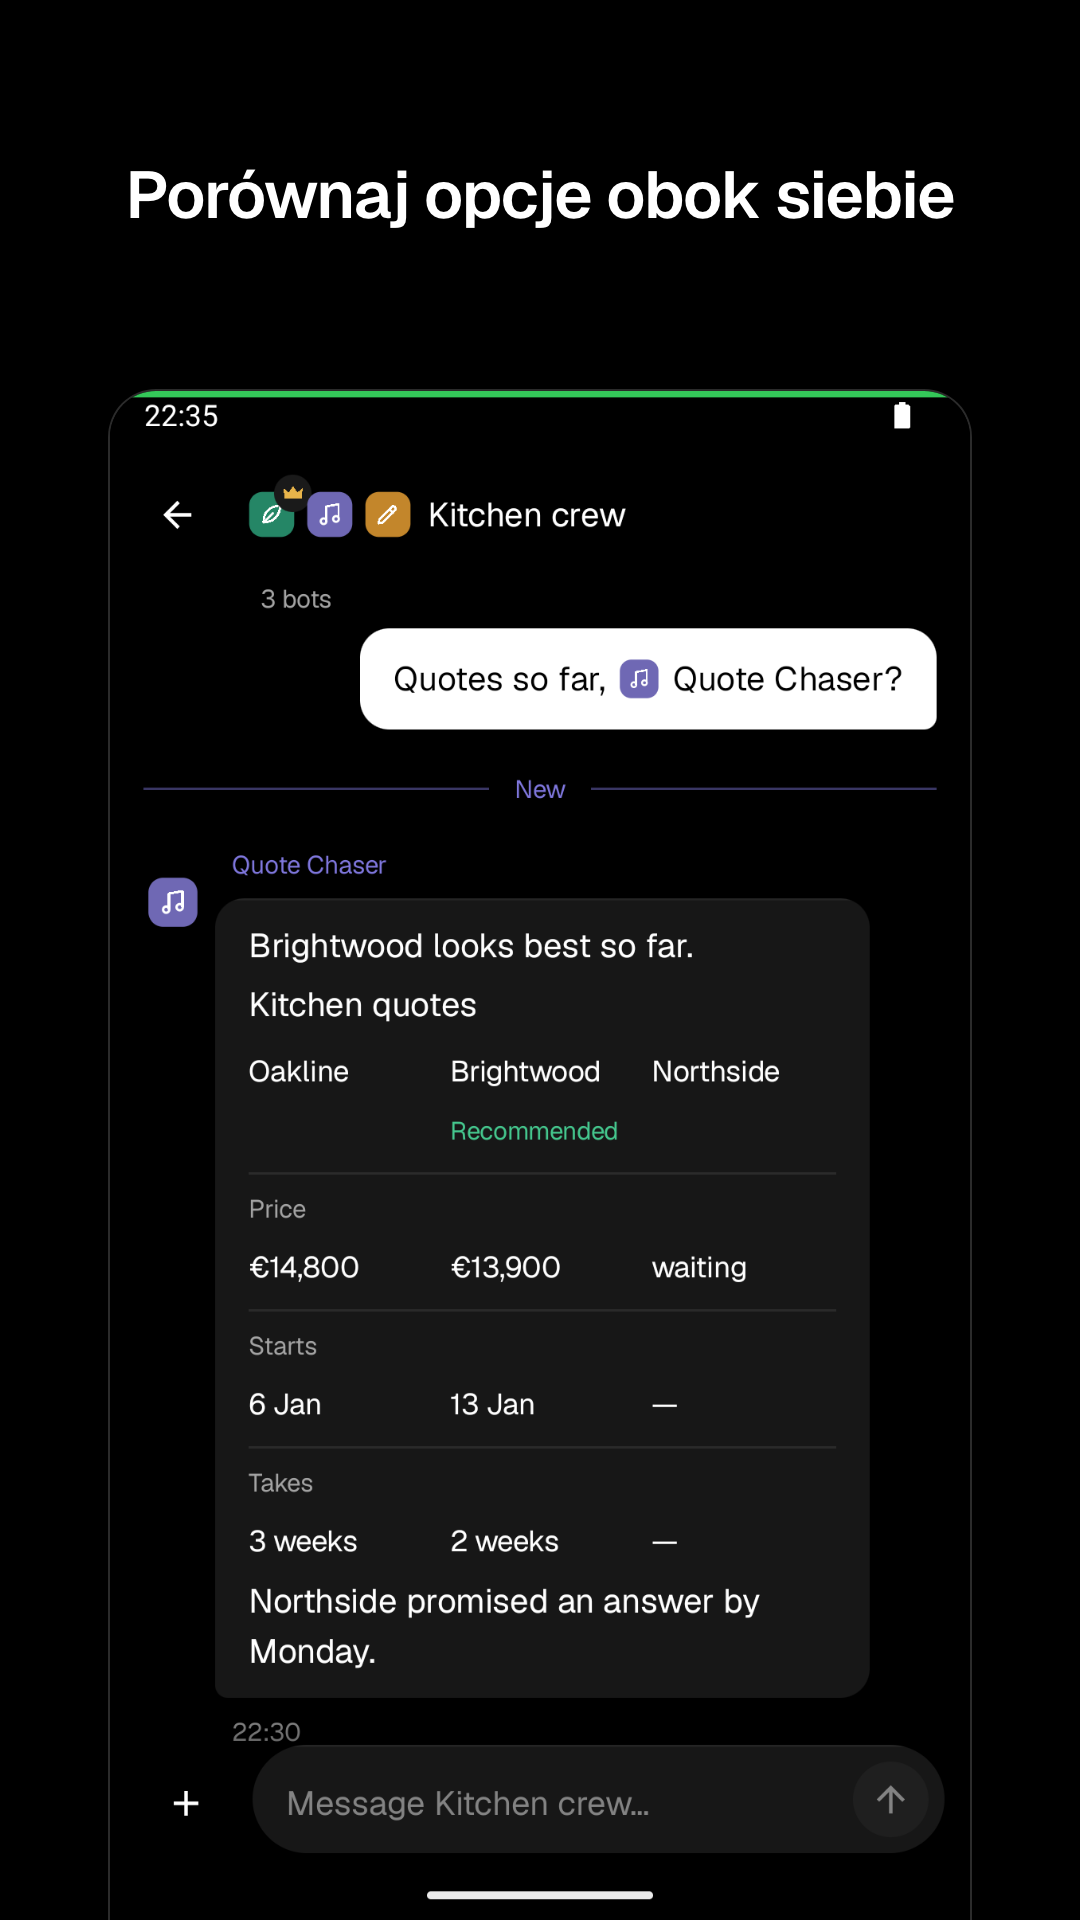 Porównaj opcje obok siebie
22:35
Kitchen crew
3 bots
Quotes so far, Quote Chaser?
New
Quote Chaser
Brightwood looks best so far.
Kitchen quotes
Oakline Brightwood Northside
Recommended
Price
€14,800 €13,900 waiting
Starts
6 Jan 13 Jan —
Takes
3 weeks 2 weeks —
Northside promised an answer by
Monday.
22:30
Message Kitchen crew...